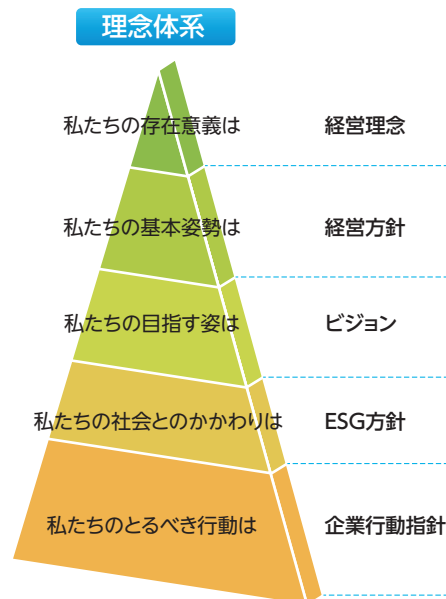 理念体系
私たちの存在意義は 経営理念
私たちの基本姿勢は 経営方針
私たちの目指す姿は ビジョン
私たちの社会とのかかわりは ESG方針
私たちのとるべき行動は 企業行動指針